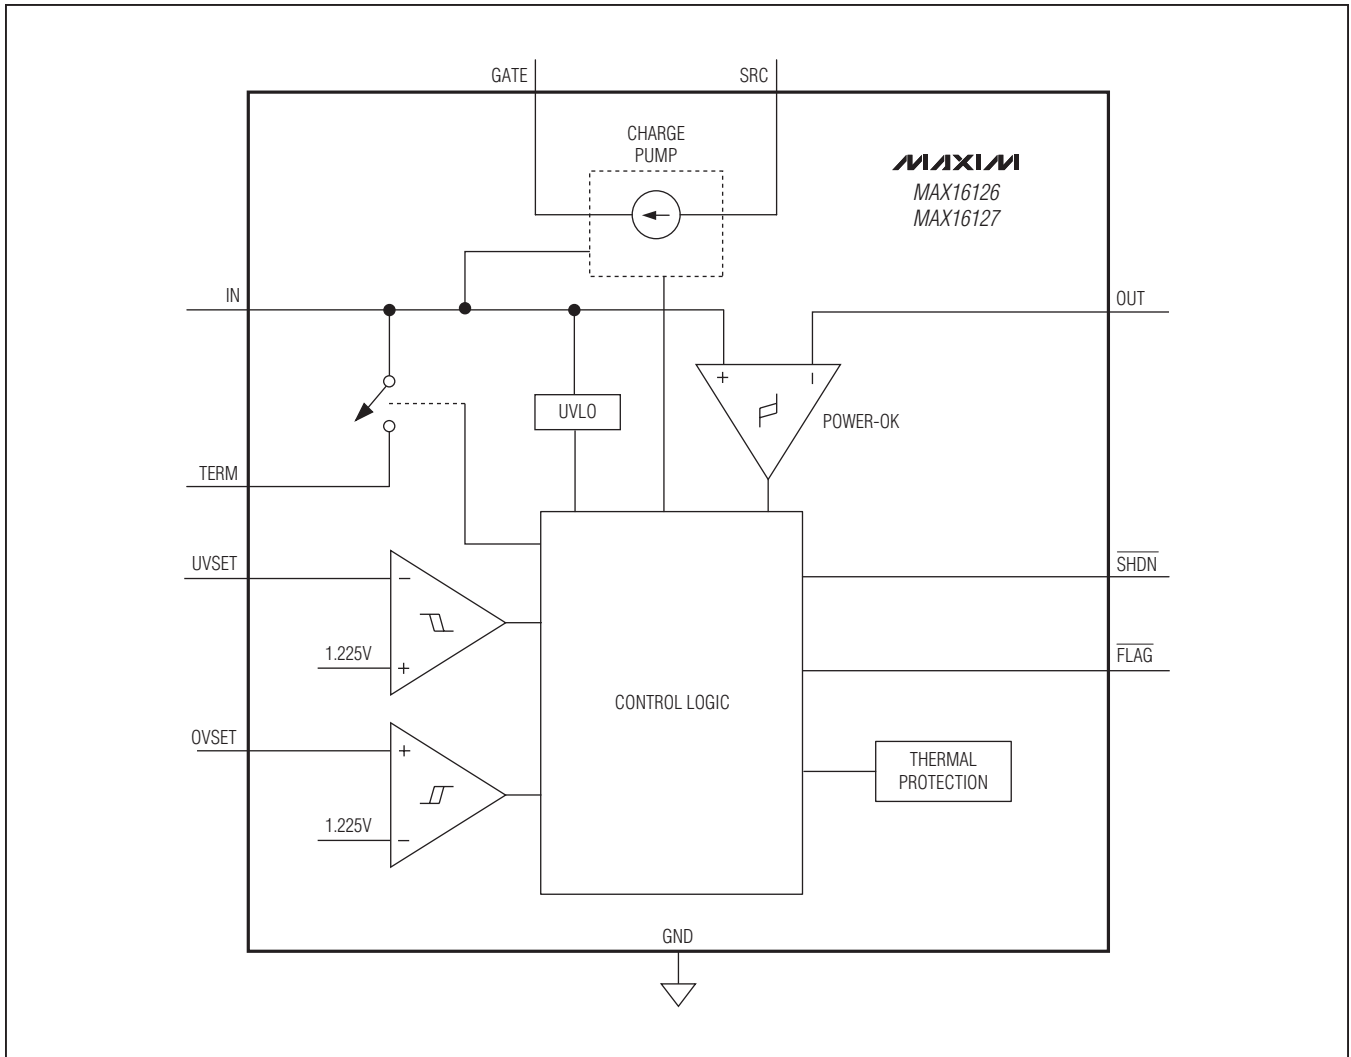 GATE
SRC
CHARGE
PUMP
MAXIM
MAX16126
MAX16127
IN
OUT
+
−
UVLO
POWER-OK
TERM
UVSET
−
SHDN
1.225V
+
FLAG
CONTROL LOGIC
OVSET
+
THERMAL
PROTECTION
1.225V
−
GND